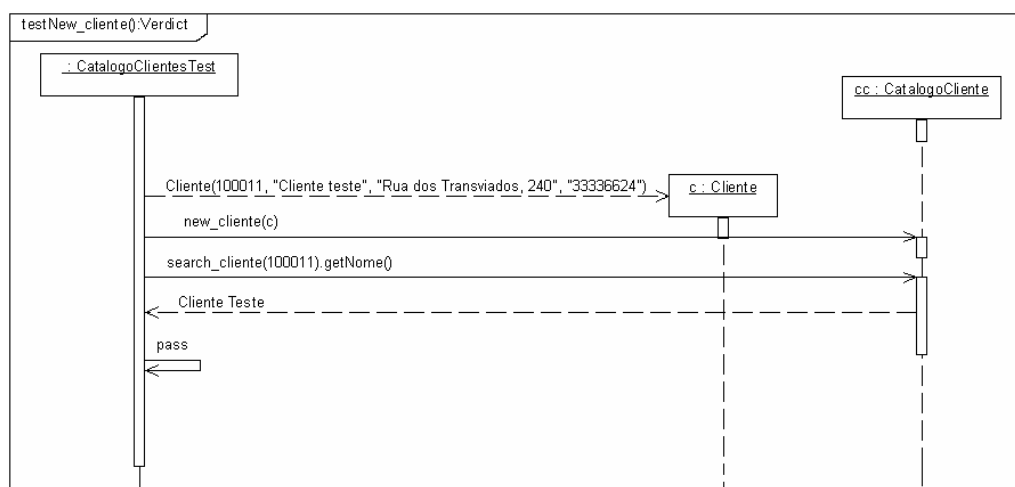 testNew_cliente():Verdict
: CatalogoClientesTest
cc : CatalogoCliente
Cliente(100011, "Cliente teste", "Rua dos Transviados, 240", "33336624")
c : Cliente
new_cliente(c)
search_cliente(100011).getNome()
Cliente Teste
pass